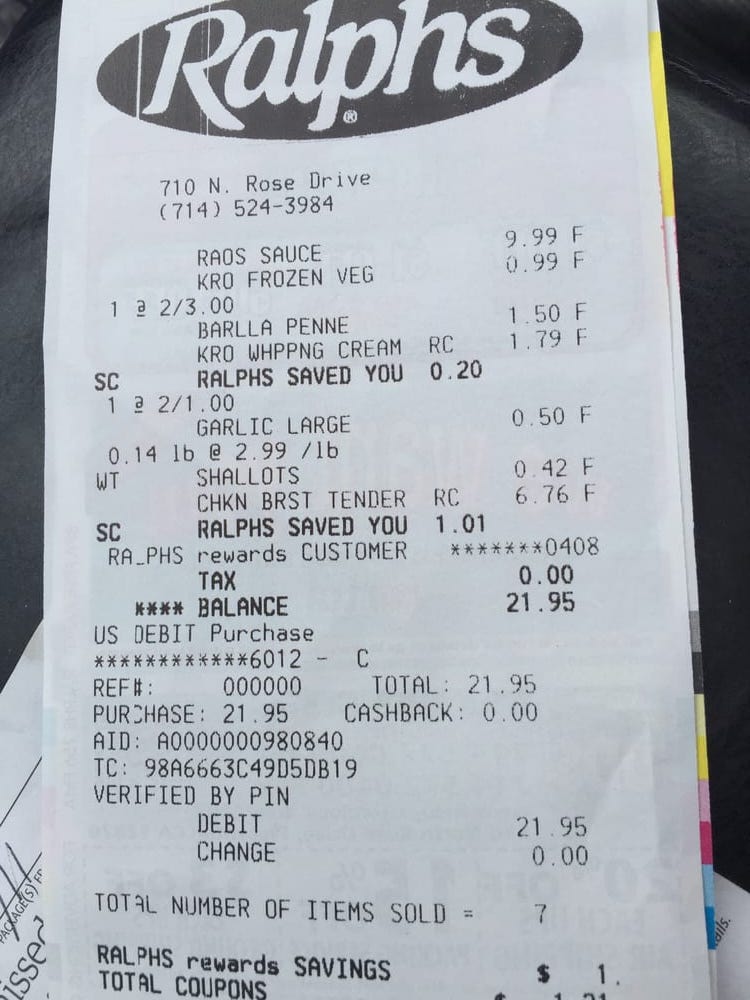 Ralphs®
710 N. Rose Drive
(714) 524-3984
RAOS SAUCE 9.99 F
KRO FROZEN VEG 0.99 F
1 @ 2/3.00
BARLLA PENNE 1.50 F
KRO WHPPNG CREAM RC 1.79 F
SC RALPHS SAVED YOU 0.20
1 @ 2/1.00
GARLIC LARGE 0.50 F
0.14 lb @ 2.99 /lb
WT SHALLOTS 0.42 F
CHKN BRST TENDER RC 6.76 F
SC RALPHS SAVED YOU 1.01
RALPHS rewards CUSTOMER *******0408
TAX 0.00
**** BALANCE 21.95
US DEBIT Purchase
************6012 - C
REF#: 000000 TOTAL: 21.95
PURCHASE: 21.95 CASHBACK: 0.00
AID: A0000000980840
TC: 98A6663C49D5DB19
VERIFIED BY PIN
DEBIT 21.95
CHANGE 0.00
TOTAL NUMBER OF ITEMS SOLD = 7
RALPHS rewards SAVINGS $ 1.
TOTAL COUPONS $